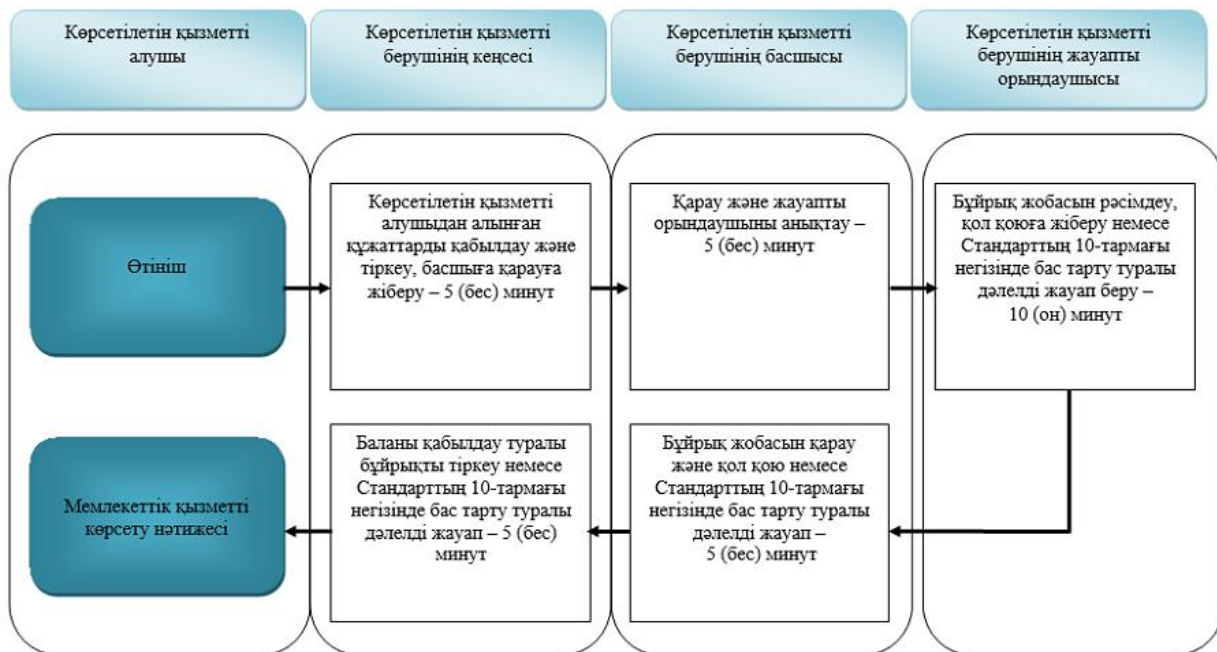 Көрсетілетін қызметті
алушы
Көрсетілетін қызметті
берушінің кеңсесі
Көрсетілетін қызметті
берушінің басшысы
Көрсетілетін қызметті
берушінің жауапты
орындаушысы
Өтініш
Көрсетілетін қызметті
алушыдан алынған
құжаттарды қабылдау және
тіркеу, басшыға қарауға
жіберу – 5 (бес) минут
Қарау және жауапты
орындаушыны анықтау –
5 (бес) минут
Бұйрық жобасын рәсімдеу,
қол қоюға жіберу немесе
Стандарттың 10-тармағы
негізінде бас тарту туралы
дәлелді жауап беру –
10 (он) минут
Мемлекеттік қызметті
көрсету нәтижесі
Баланы қабылдау туралы
бұйрықты тіркеу немесе
Стандарттың 10-тармағы
негізінде бас тарту туралы
дәлелді жауап – 5 (бес)
минут
Бұйрық жобасын қарау
және қол қою немесе
Стандарттың 10-тармағы
негізінде бас тарту туралы
дәлелді жауап –
5 (бес) минут